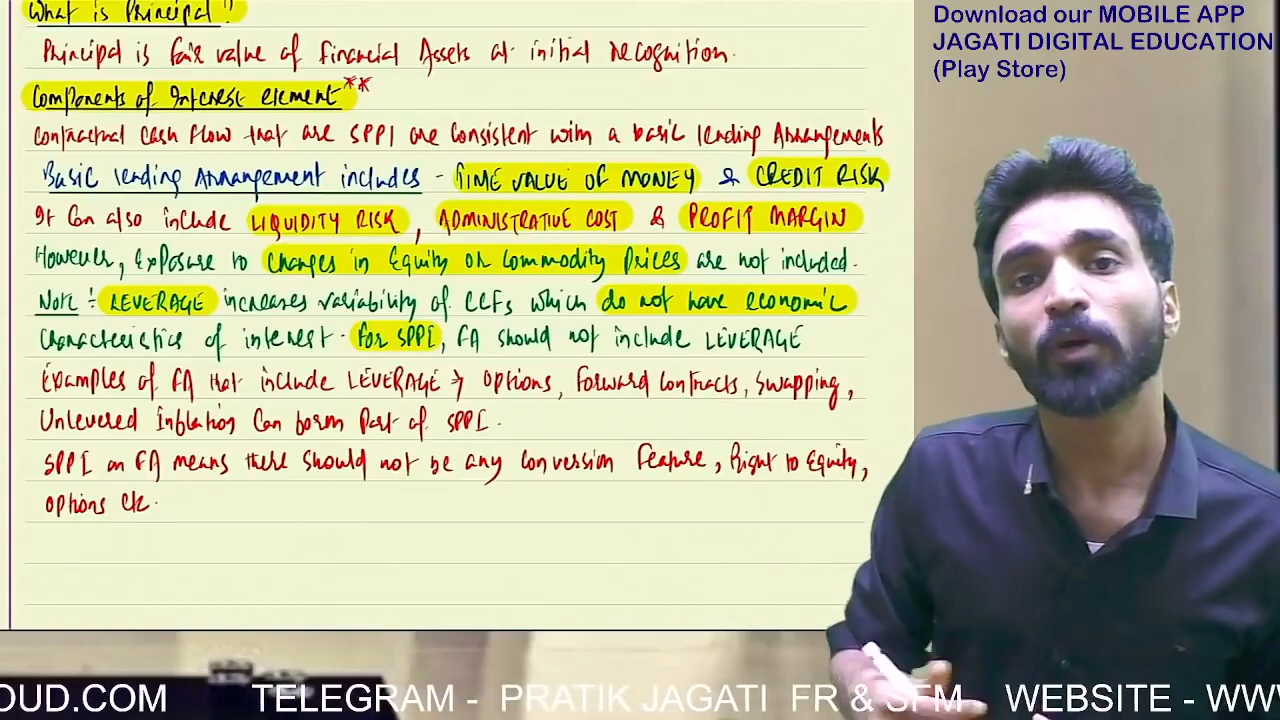 What is Principal?
Principal is fair value of financial Assets at initial recognition.
Components of Interest element**
Contractual Cash Flow that are SPPI are Consistent with a basic lending Arrangements
Basic lending Arrangement includes - TIME VALUE OF MONEY & CREDIT RISK
It Can also include LIQUIDITY RISK, ADMINISTRATIVE COST & PROFIT MARGIN
However, Exposure to changes in Equity or Commodity Prices are not included.
Note: LEVERAGE increases variability of CCFs which do not have economic
Characteristics of interest. For SPPI, FA should not include LEVERAGE
Examples of FA that include LEVERAGE → Options, Forward Contracts, Swapping,
Unlevered Inflation Can form Part of SPPI.
SPPI on FA means there should not be any conversion Feature, Right to Equity,
options etc.
Download our MOBILE APP
JAGATI DIGITAL EDUCATION
(Play Store)
OUD.COM TELEGRAM - PRATIK JAGATI FR & SFM WEBSITE - WW